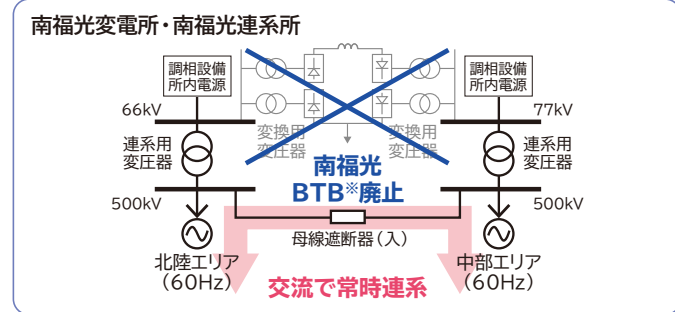 南福光変電所・南福光連系所
調相設備
所内電源
調相設備
所内電源
66kV
77kV
連系用
変圧器
変換用
変圧器
変換用
変圧器
連系用
変圧器
南福光
BTB※廃止
500kV
500kV
母線遮断器(入)
北陸エリア
(60Hz)
中部エリア
(60Hz)
交流で常時連系